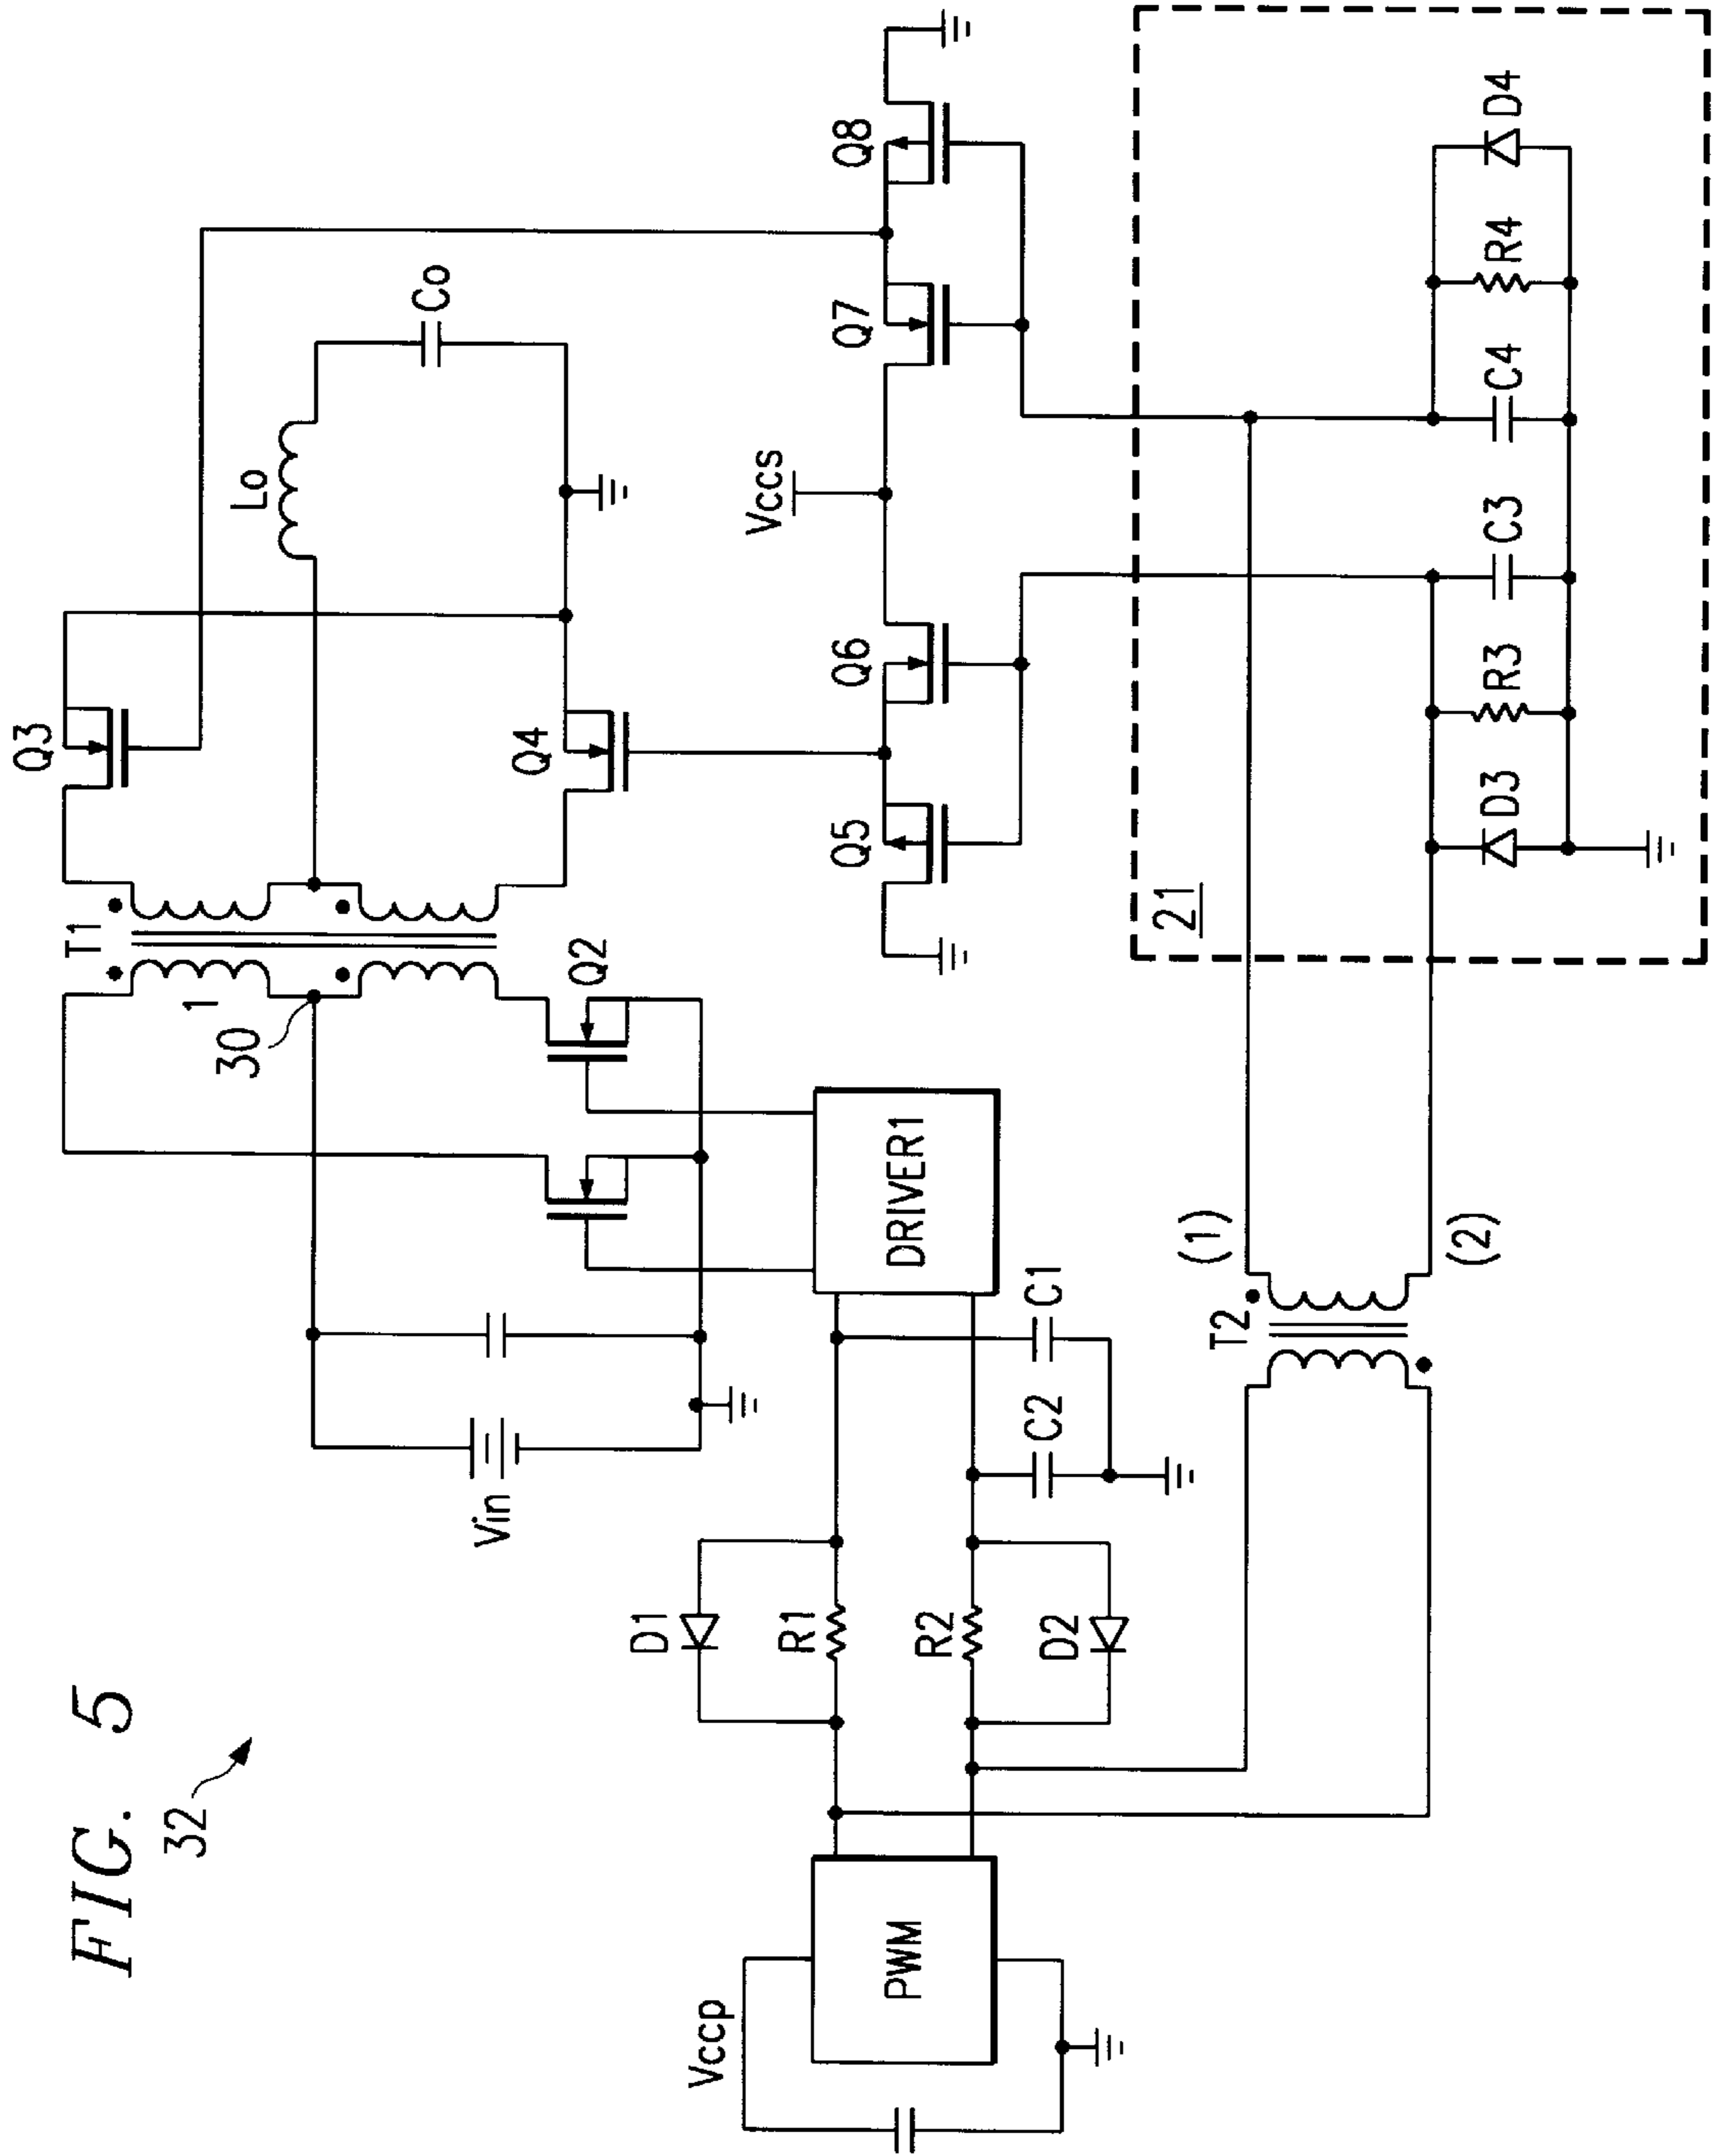 FIG. 5
32
Vccp
PWM
D1
R1
R2
D2
C2
C1
DRIVER1
Vin
30
1
T1
Q2
Q3
Q4
Lo
Co
Q5
Q6
Vccs
Q7
Q8
T2
(1)
(2)
21
D3
R3
C3
C4
R4
D4